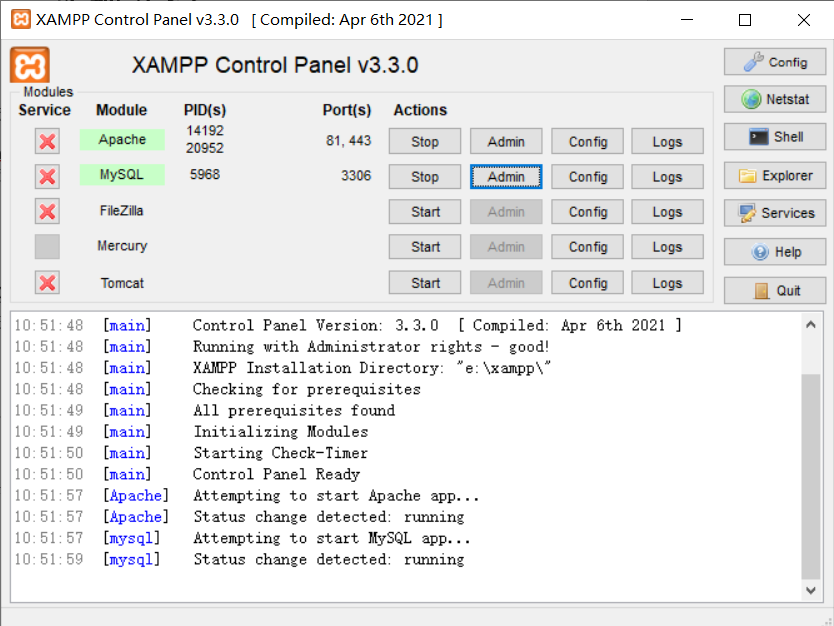 XAMPP Control Panel v3.3.0 [ Compiled: Apr 6th 2021 ]
XAMPP Control Panel v3.3.0
Config
Modules
Service Module PID(s) Port(s) Actions
Netstat
Apache 14192 20952 81, 443 Stop Admin Config Logs
Shell
MySQL 5968 3306 Stop Admin Config Logs
Explorer
FileZilla Start Admin Config Logs
Services
Mercury Start Admin Config Logs
Help
Tomcat Start Admin Config Logs
Quit
10:51:48 [main] Control Panel Version: 3.3.0 [ Compiled: Apr 6th 2021 ]
10:51:48 [main] Running with Administrator rights - good!
10:51:48 [main] XAMPP Installation Directory: "e:\xampp\"
10:51:48 [main] Checking for prerequisites
10:51:49 [main] All prerequisites found
10:51:49 [main] Initializing Modules
10:51:50 [main] Starting Check-Timer
10:51:50 [main] Control Panel Ready
10:51:57 [Apache] Attempting to start Apache app...
10:51:57 [Apache] Status change detected: running
10:51:57 [mysql] Attempting to start MySQL app...
10:51:59 [mysql] Status change detected: running